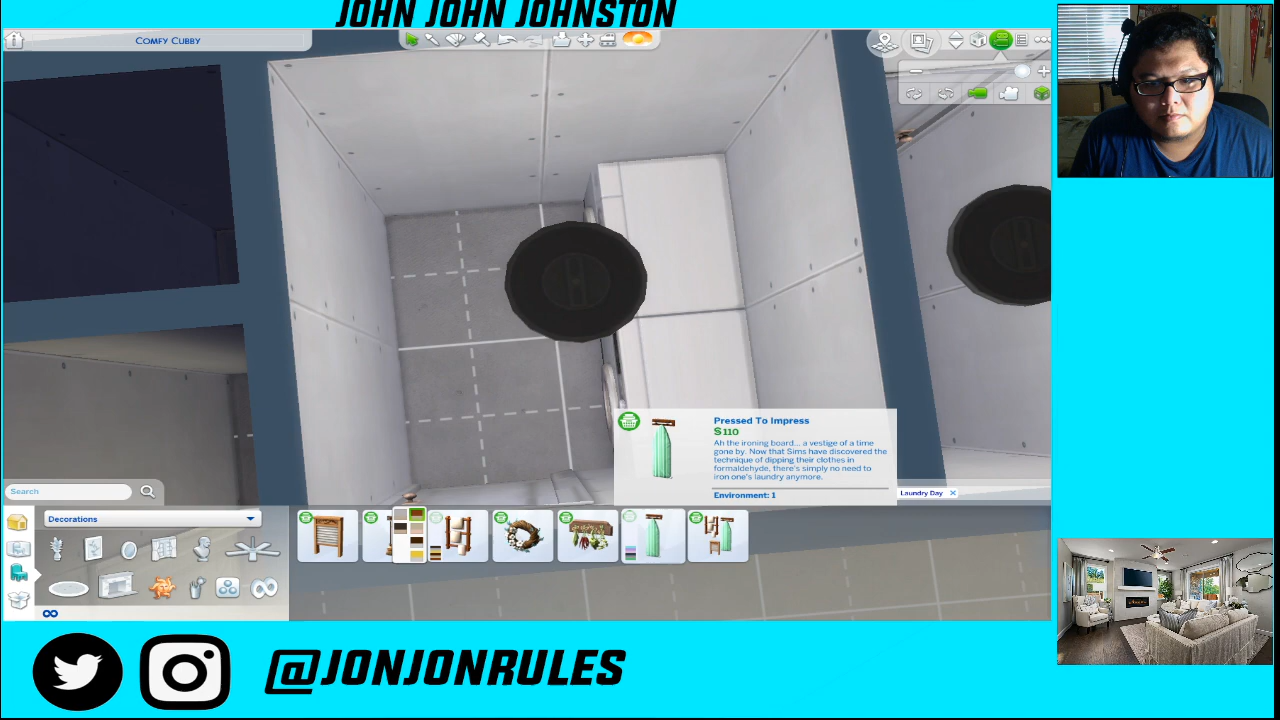 JOHN JOHN JOHNSTON
COMFY CUBBY
Pressed To Impress
$110
Ah the ironing board... a vestige of a time
gone by. Now that Sims have discovered the
technique of dipping their clothes in
formaldehyde, there's simply no need to
iron one's laundry anymore.
Environment: 1
Search
Laundry Day
Decorations
@JONJONRULES